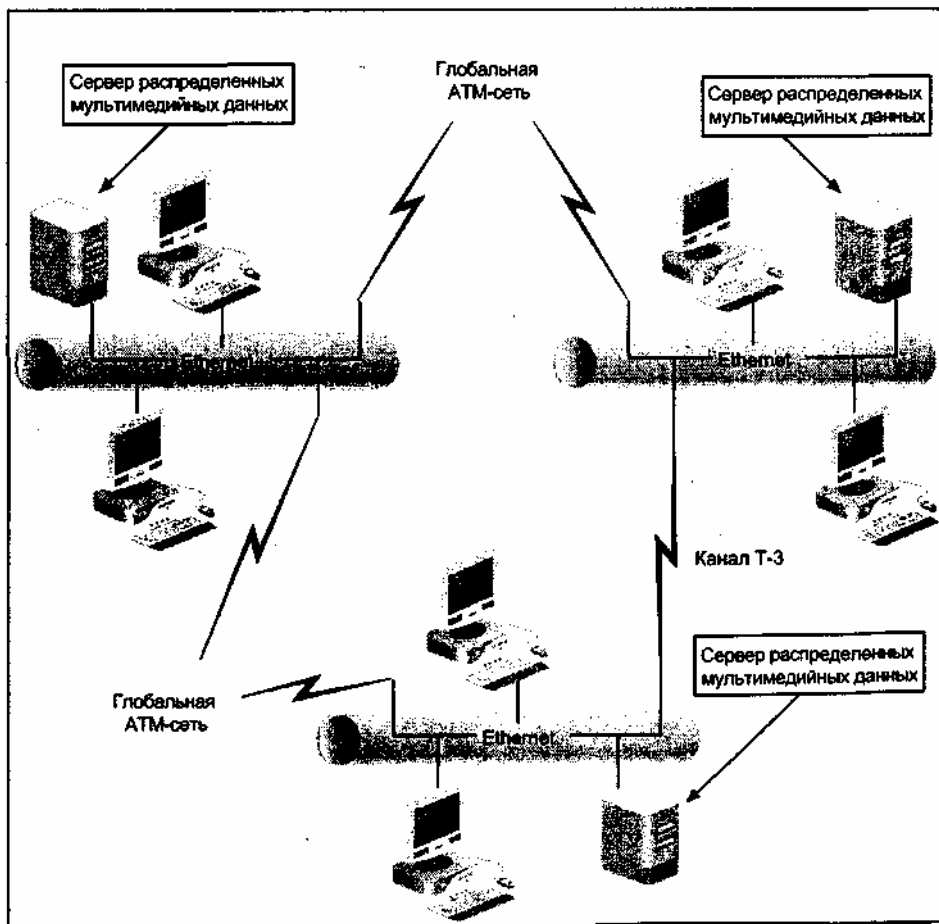 Глобальная
АТМ-сеть
Сервер распределенных
мультимедийных данных
Сервер распределенных
мультимедийных данных
Ethernet
Ethernet
Канал Т-3
Сервер распределенных
мультимедийных данных
Глобальная
АТМ-сеть
Ethernet